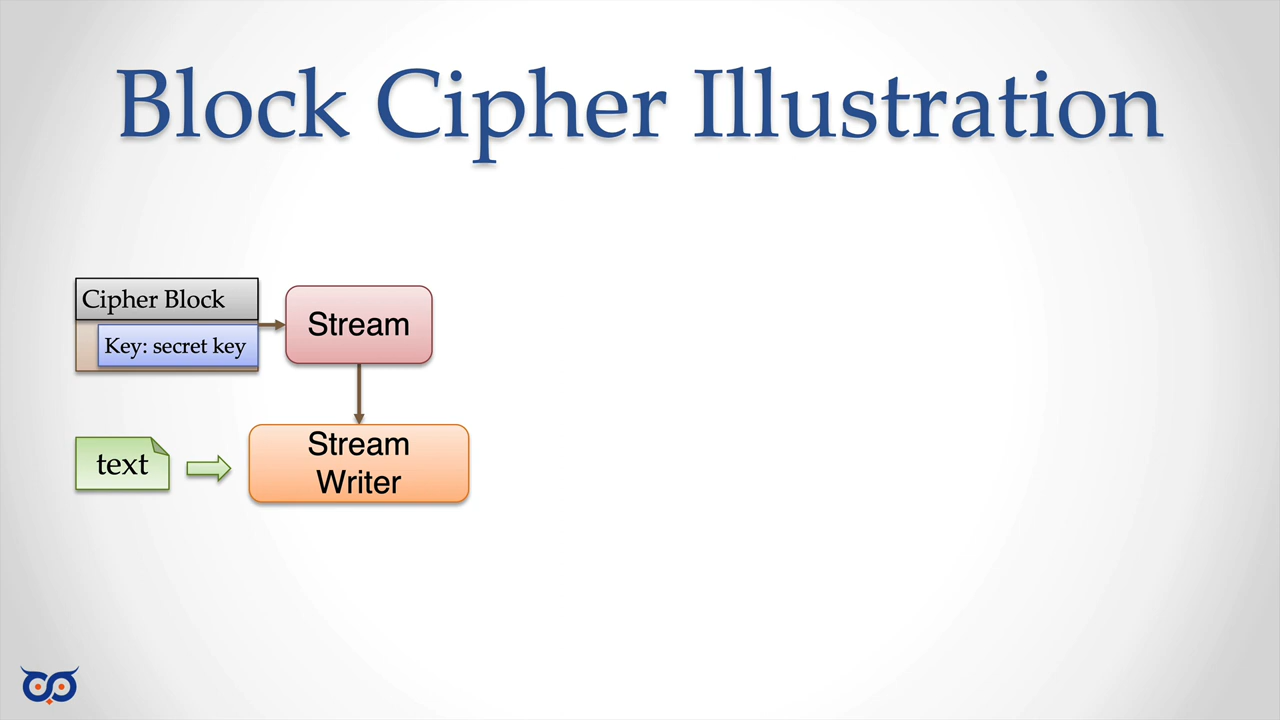 Block Cipher Illustration
Cipher Block
Key: secret key
Stream
text
Stream
Writer